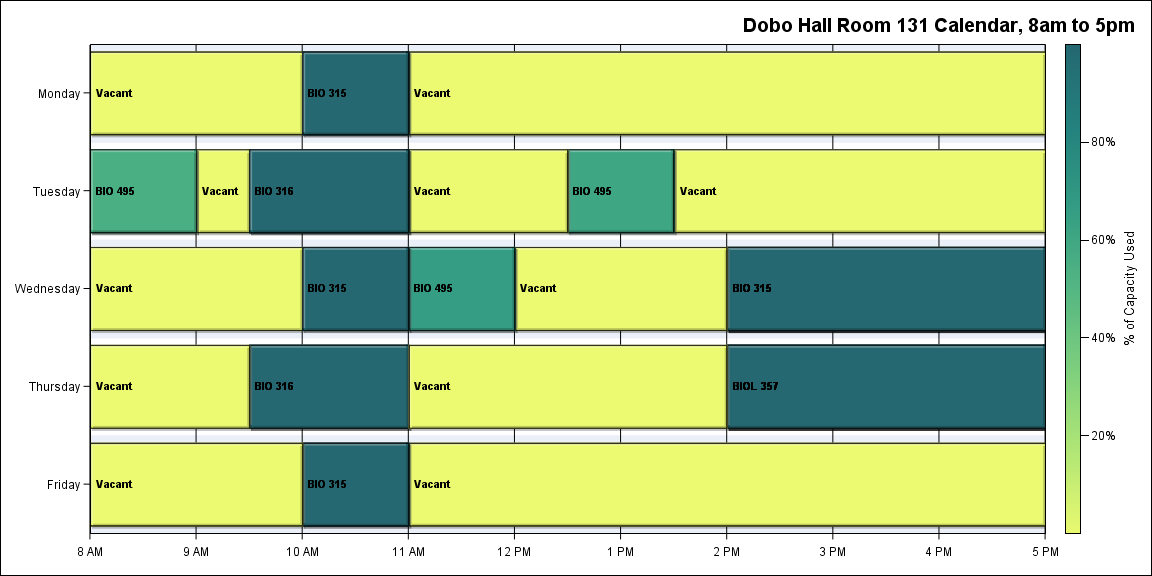 Dobo Hall Room 131 Calendar, 8am to 5pm
Monday
Vacant
BIO 315
Vacant
Tuesday
BIO 495
Vacant
BIO 316
Vacant
BIO 495
Vacant
Wednesday
Vacant
BIO 315
BIO 495
Vacant
BIO 315
Thursday
Vacant
BIO 316
Vacant
BIOL 357
Friday
Vacant
BIO 315
Vacant
8 AM 9 AM 10 AM 11 AM 12 PM 1 PM 2 PM 3 PM 4 PM 5 PM
80%
60%
40%
20%
% of Capacity Used